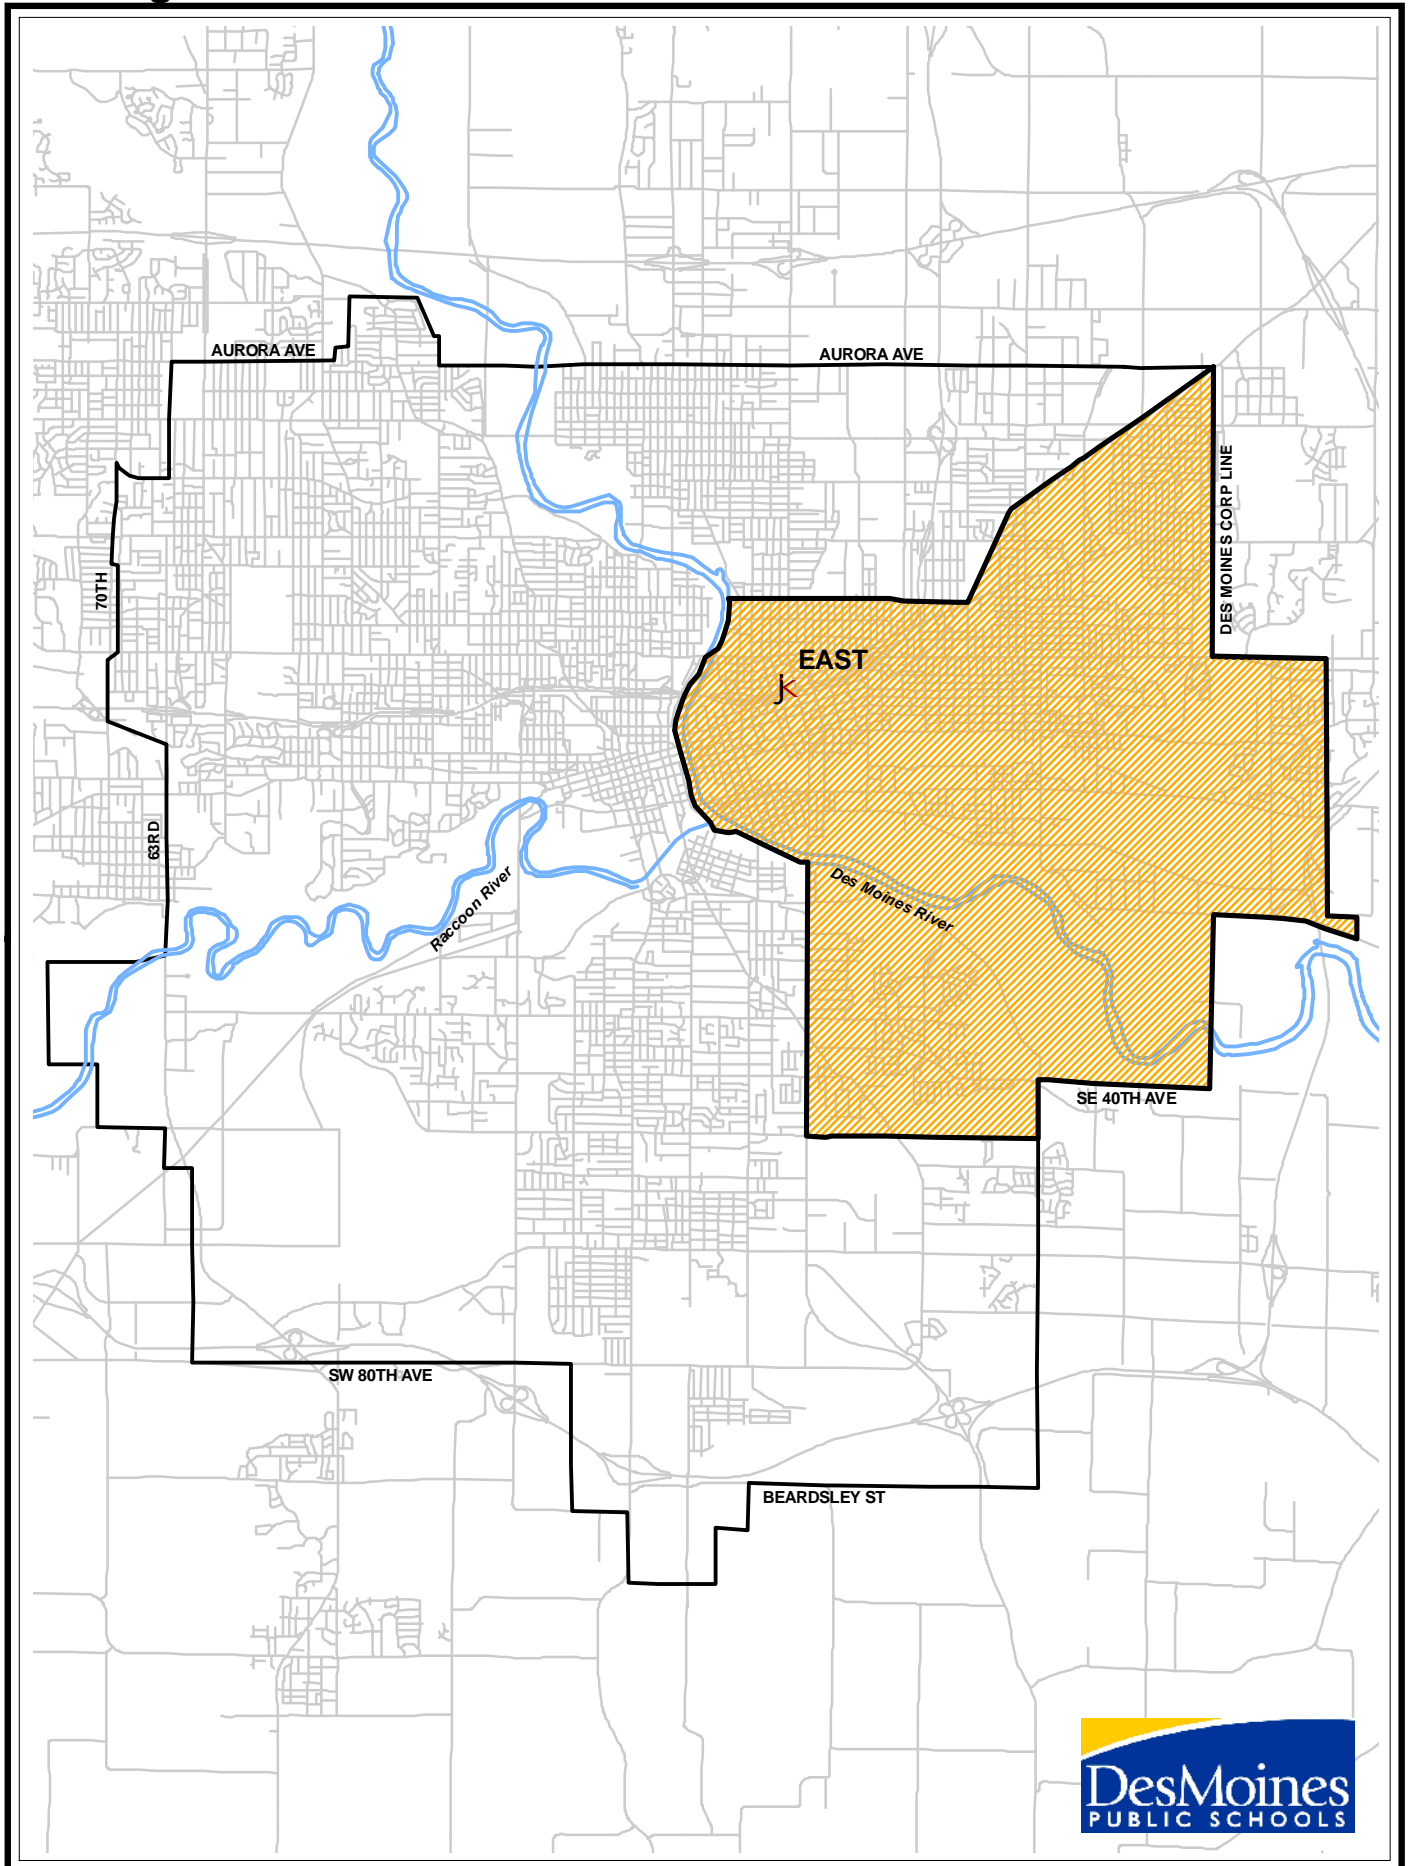 AURORA AVE
AURORA AVE
DES MOINES CORP LINE
70TH
EAST
jk
63RD
Des Moines River
Raccoon River
SE 40TH AVE
SW 80TH AVE
BEARDSLEY ST
DesMoines
PUBLIC SCHOOLS